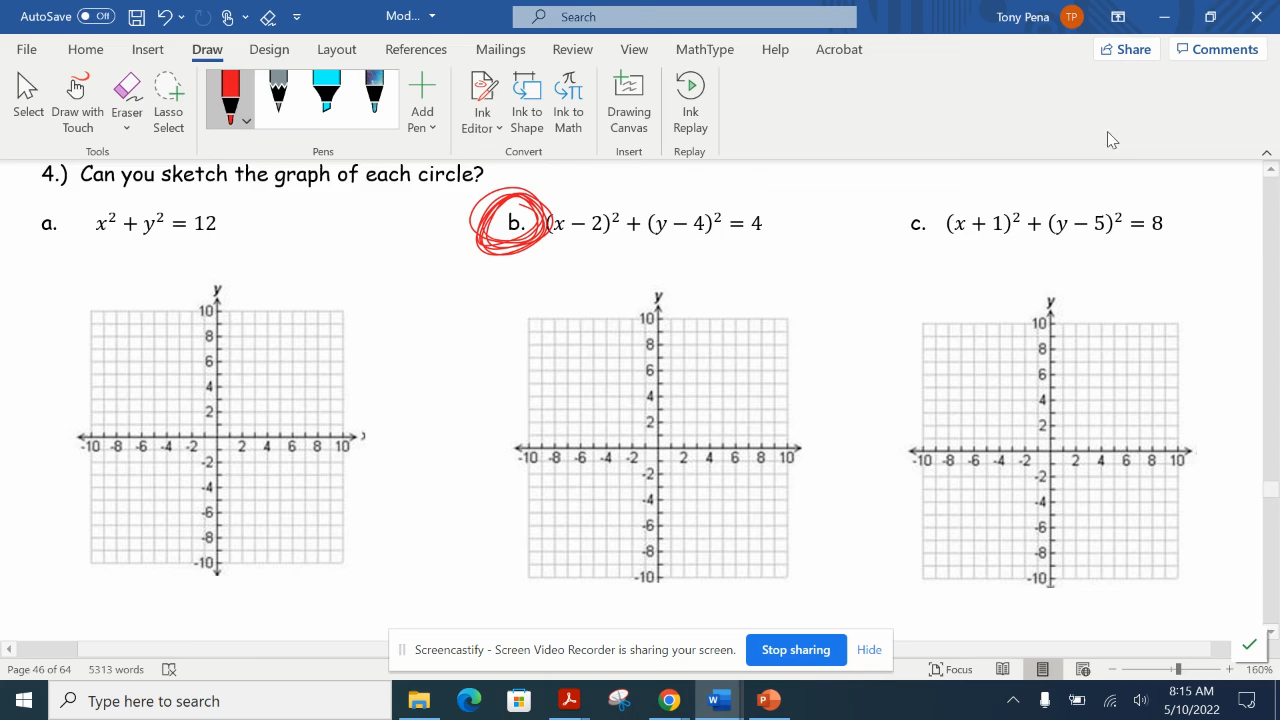 AutoSave Off Mod... Search Tony Pena TP
File Home Insert Draw Design Layout References Mailings Review View MathType Help Acrobat Share Comments
Select Draw with Touch Eraser Lasso Select Add Pen Ink Editor Ink to Shape Ink to Math Drawing Canvas Ink Replay
Tools Pens Convert Insert Replay
4.) Can you sketch the graph of each circle?
a. x² + y² = 12 b. (x − 2)² + (y − 4)² = 4 c. (x + 1)² + (y − 5)² = 8
y y y
10 10 10
8 8 8
6 6 6
4 4 4
2 2 2
-10 -8 -6 -4 -2 2 4 6 8 10 -10 -8 -6 -4 -2 2 4 6 8 10 -10 -8 -6 -4 -2 2 4 6 8 10
-2 -2 -2
-4 -4 -4
-6 -6 -6
-8 -8 -8
-10 -10 -10
Screencastify - Screen Video Recorder is sharing your screen. Stop sharing Hide
Page 46 of 64 5313 words Focus 160%
Type here to search 8:15 AM
5/10/2022